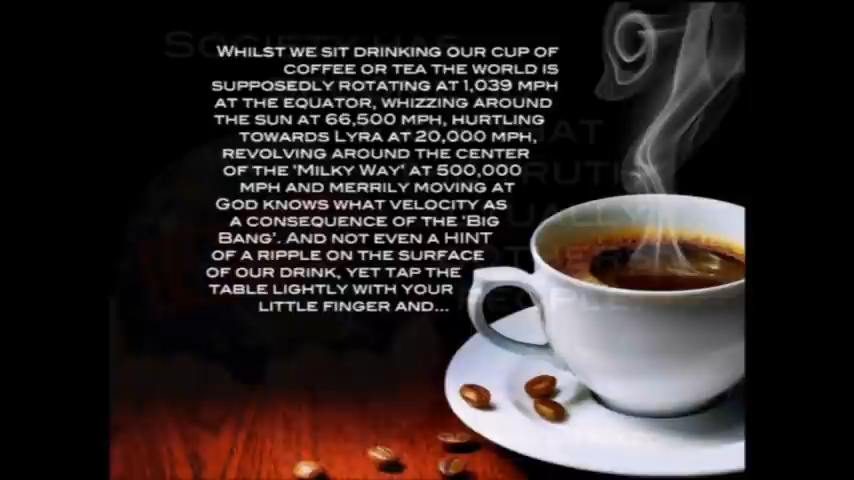 Society has
Whilst we sit drinking our cup of
coffee or tea the world is
supposedly rotating at 1,039 mph
at the equator, whizzing around
the sun at 66,500 mph, hurtling
towards Lyra at 20,000 mph,
revolving around the center
of the 'Milky Way' at 500,000
mph and merrily moving at
God knows what velocity as
a consequence of the 'Big
Bang'. And not even a hint
of a ripple on the surface
of our drink, yet tap the
table lightly with your
little finger and...